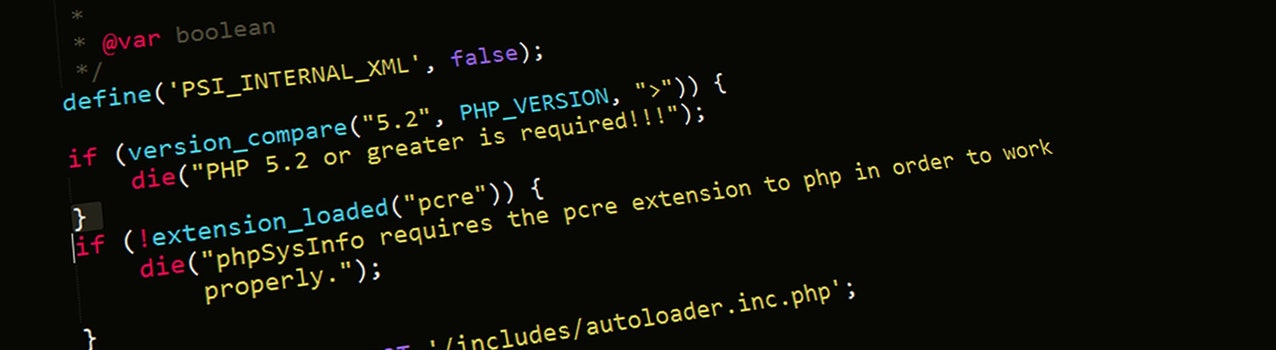 *
* @var boolean
*/
define('PSI_INTERNAL_XML', false);
if (version_compare("5.2", PHP_VERSION, ">")) {
die("PHP 5.2 or greater is required!!!");
}
if (!extension_loaded("pcre")) {
die("phpSysInfo requires the pcre extension to php in order to work
properly.");
}
'/includes/autoloader.inc.php';